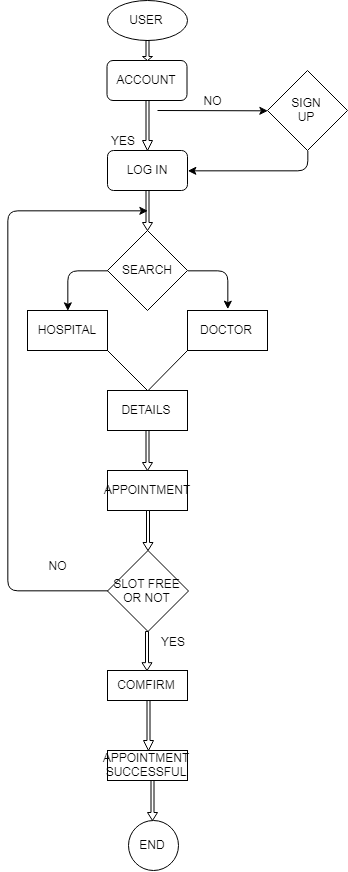 USER
ACCOUNT
NO
SIGN
UP
YES
LOG IN
SEARCH
HOSPITAL
DOCTOR
DETAILS
APPOINTMENT
NO
SLOT FREE
OR NOT
YES
COMFIRM
APPOINTMENT
SUCCESSFUL
END